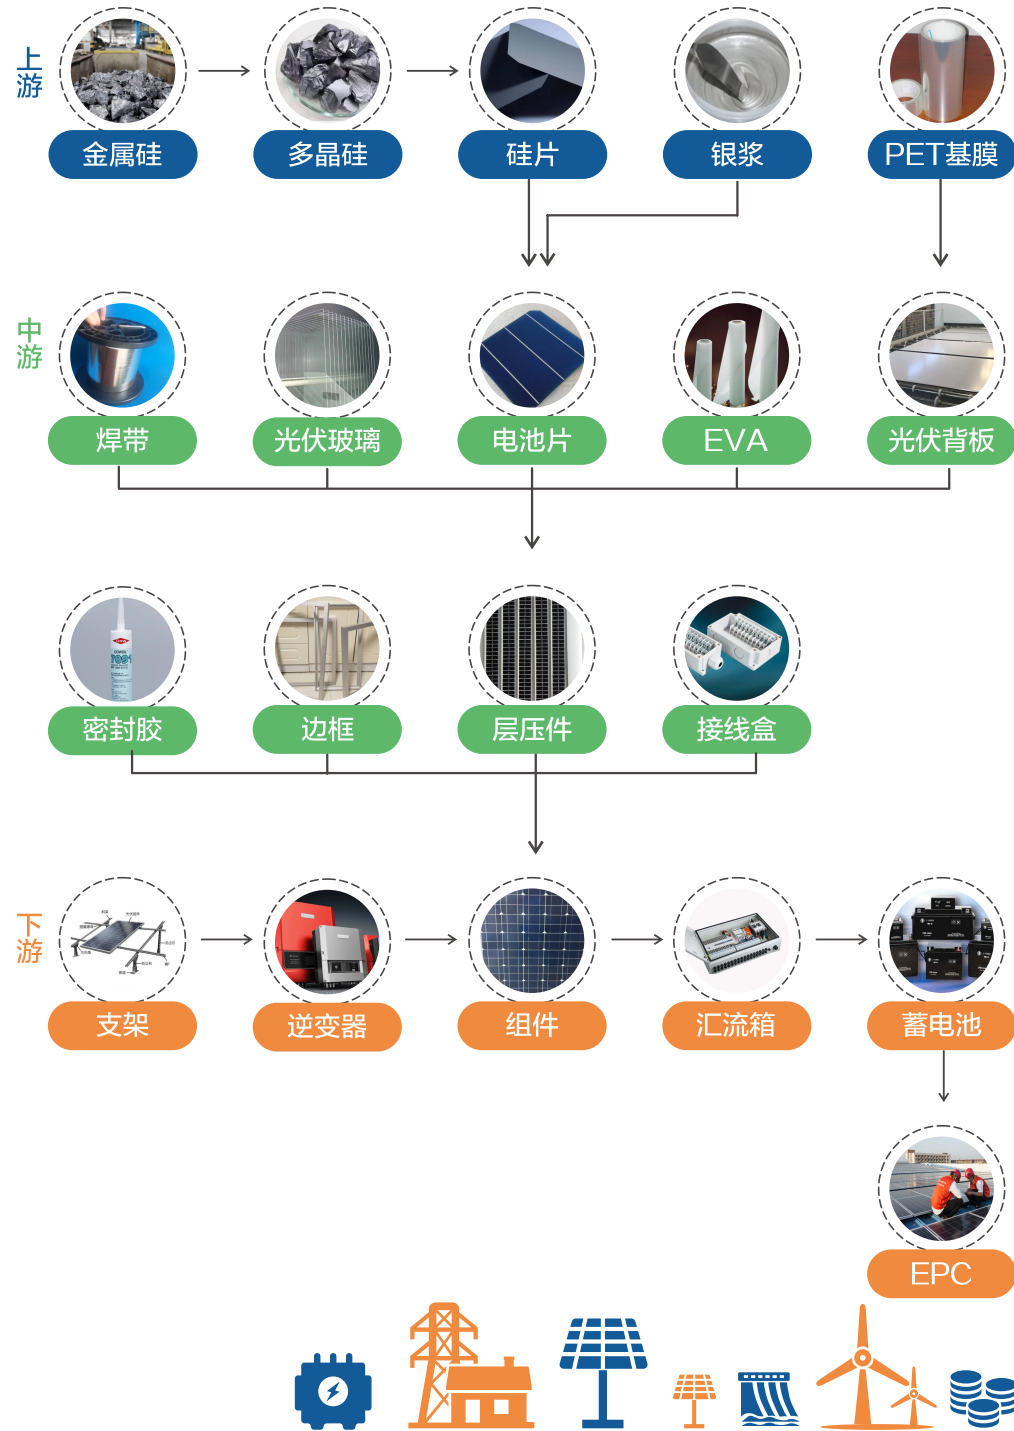 上游
金属硅
多晶硅
硅片
银浆
PET基膜
中游
焊带
光伏玻璃
电池片
EVA
光伏背板
密封胶
边框
层压件
接线盒
下游
支架
逆变器
组件
汇流箱
蓄电池
EPC